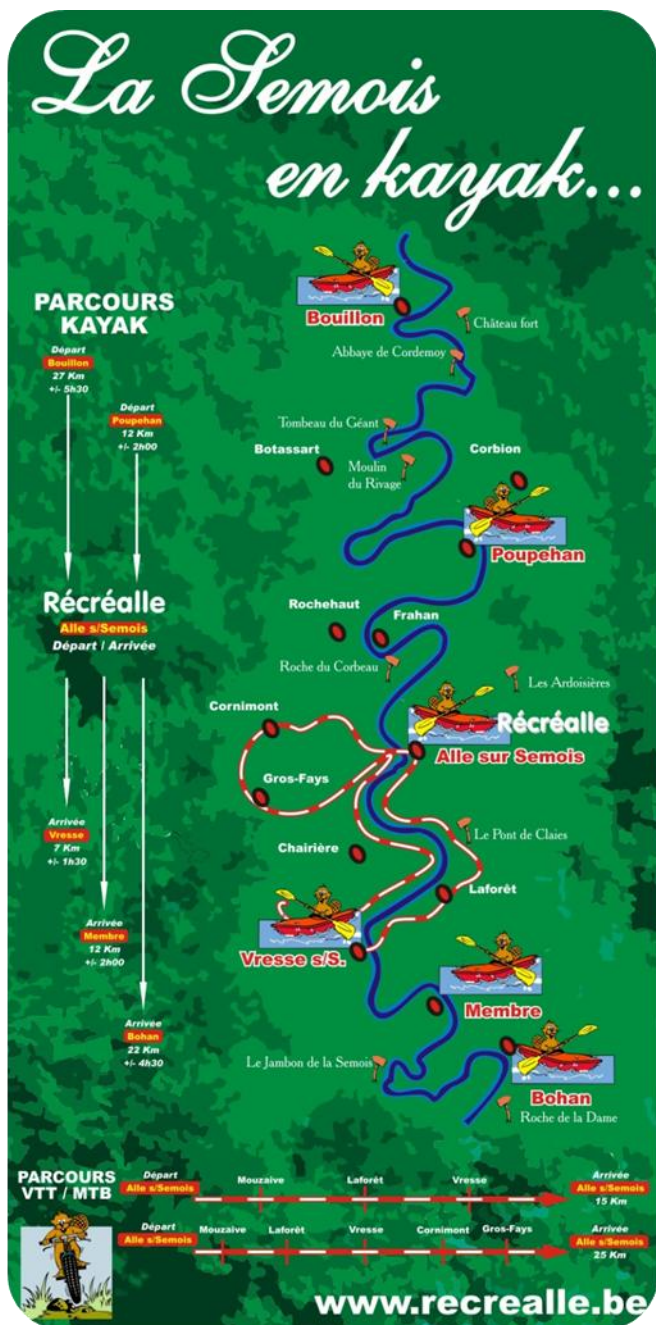 La Semois
en kayak...
PARCOURS
KAYAK
Départ
Bouillon
27 Km
+/- 5h30
Départ
Poupehan
12 Km
+/- 2h00
Récréalle
Alle s/Semois
Départ / Arrivée
Arrivée
Vresse
7 Km
+/- 1h30
Arrivée
Membre
12 Km
+/- 2h00
Arrivée
Bohan
22 Km
+/- 4h30
Bouillon
Château fort
Abbaye de Cordemoy
Tombeau du Géant
Botassart
Moulin
du Rivage
Corbion
Poupehan
Rochehaut
Frahan
Roche du Corbeau
Les Ardoisières
Cornimont
Récréalle
Alle sur Semois
Gros-Fays
Le Pont de Claies
Chairière
Laforêt
Vresse s/S.
Membre
Le Jambon de la Semois
Bohan
Roche de la Dame
PARCOURS
VTT / MTB
Départ
Alle s/Semois
Mouzaive
Laforêt
Vresse
Arrivée
Alle s/Semois
15 Km
Départ
Alle s/Semois
Mouzaive
Laforêt
Vresse
Cornimont
Gros-Fays
Arrivée
Alle s/Semois
25 Km
www.recrealle.be